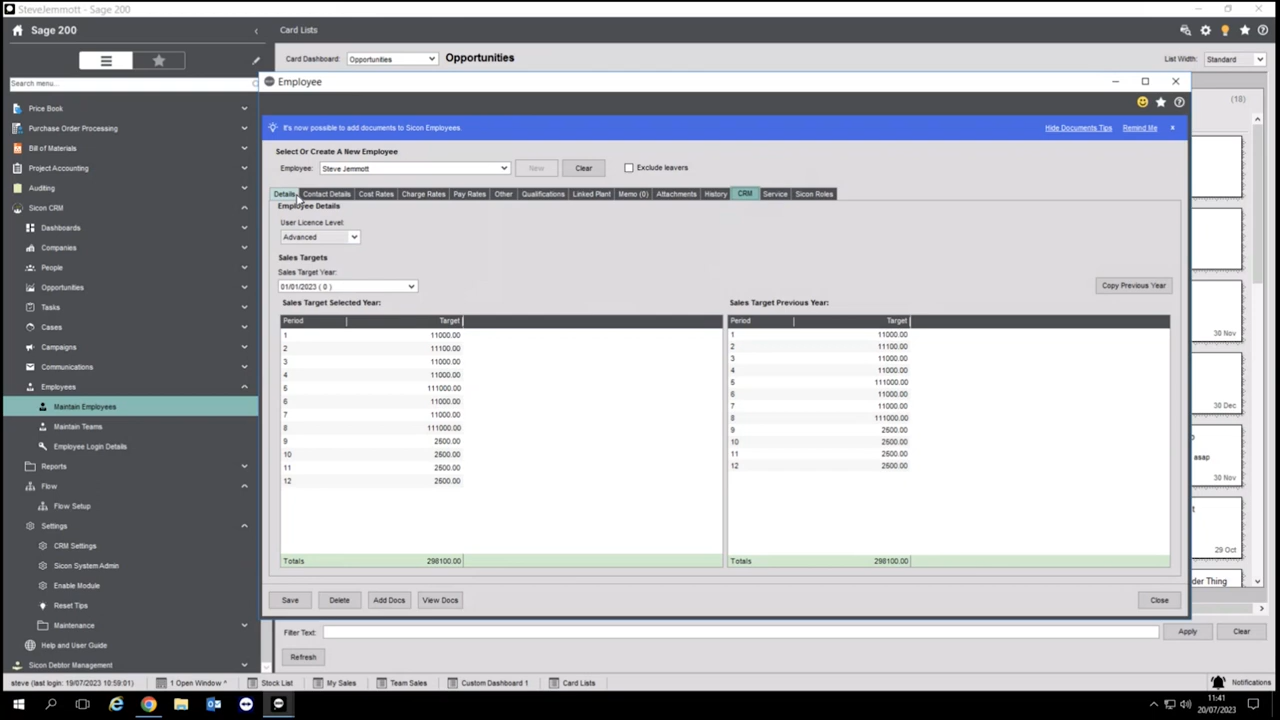 SteveJemmott - Sage 200
Sage 200
Card Lists
Card Dashboard: Opportunities
Opportunities
List Width: Standard
Search menu...
Price Book
Purchase Order Processing
Bill of Materials
Project Accounting
Auditing
Sicon CRM
Dashboards
Companies
People
Opportunities
Tasks
Cases
Campaigns
Communications
Employees
Maintain Employees
Maintain Teams
Employee Login Details
Reports
Flow
Flow Setup
Settings
CRM Settings
Sicon System Admin
Enable Module
Reset Tips
Maintenance
Help and User Guide
Sicon Debtor Management
Employee
It's now possible to add documents to Sicon Employees.
Hide Documents Tips Remind Me x
Select Or Create A New Employee
Employee: Steve Jemmott New Clear Exclude leavers
Details Contact Details Cost Rates Charge Rates Pay Rates Other Qualifications Linked Plant Memo (0) Attachments History CRM Service Sicon Roles
Employee Details
User Licence Level:
Advanced
Sales Targets
Sales Target Year:
01/01/2023 ( 0 )
Copy Previous Year
Sales Target Selected Year:
Period Target
1 11000.00
2 11100.00
3 11000.00
4 11000.00
5 111000.00
6 11000.00
7 11000.00
8 111000.00
9 2500.00
10 2500.00
11 2500.00
12 2500.00
Totals 298100.00
Sales Target Previous Year:
Period Target
1 11000.00
2 11100.00
3 11000.00
4 11000.00
5 111000.00
6 11000.00
7 11000.00
8 111000.00
9 2500.00
10 2500.00
11 2500.00
12 2500.00
Totals 298100.00
Save Delete Add Docs View Docs Close
(18)
30 Nov
30 Dec
asap
30 Nov
29 Oct
der Thing
Filter Text: Apply Clear
Refresh
steve (last login: 19/07/2023 10:59:01) 1 Open Window ^ Stock List My Sales Team Sales Custom Dashboard 1 Card Lists Notifications
11:41
20/07/2023